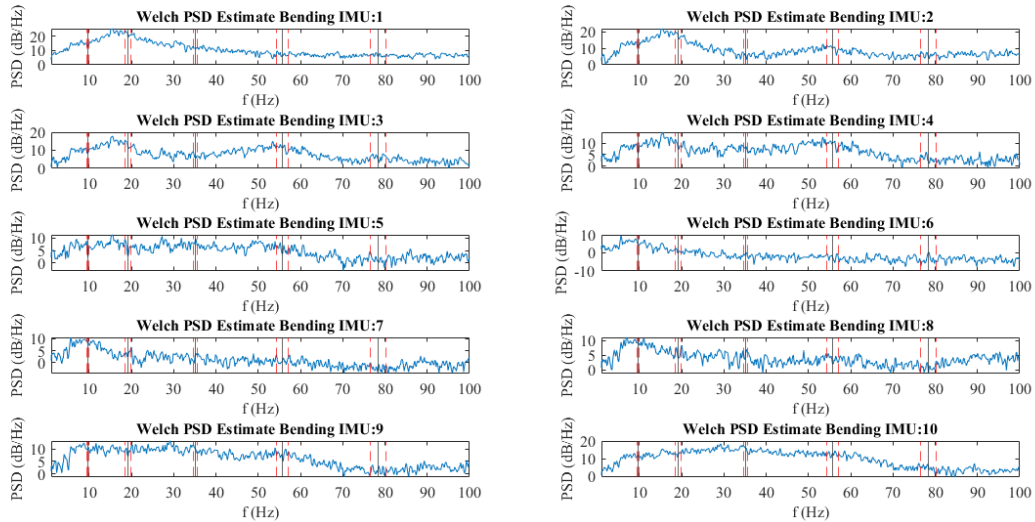 Welch PSD Estimate Bending IMU:1
PSD (dB/Hz)
20
10
0
10 20 30 40 50 60 70 80 90 100
f (Hz)
Welch PSD Estimate Bending IMU:2
PSD (dB/Hz)
20
10
0
10 20 30 40 50 60 70 80 90 100
f (Hz)
Welch PSD Estimate Bending IMU:3
PSD (dB/Hz)
20
10
0
10 20 30 40 50 60 70 80 90 100
f (Hz)
Welch PSD Estimate Bending IMU:4
PSD (dB/Hz)
10
5
0
10 20 30 40 50 60 70 80 90 100
f (Hz)
Welch PSD Estimate Bending IMU:5
PSD (dB/Hz)
10
5
0
10 20 30 40 50 60 70 80 90 100
f (Hz)
Welch PSD Estimate Bending IMU:6
PSD (dB/Hz)
10
0
-10
10 20 30 40 50 60 70 80 90 100
f (Hz)
Welch PSD Estimate Bending IMU:7
PSD (dB/Hz)
10
5
0
10 20 30 40 50 60 70 80 90 100
f (Hz)
Welch PSD Estimate Bending IMU:8
PSD (dB/Hz)
10
5
0
10 20 30 40 50 60 70 80 90 100
f (Hz)
Welch PSD Estimate Bending IMU:9
PSD (dB/Hz)
10
5
0
10 20 30 40 50 60 70 80 90 100
f (Hz)
Welch PSD Estimate Bending IMU:10
PSD (dB/Hz)
20
10
0
10 20 30 40 50 60 70 80 90 100
f (Hz)